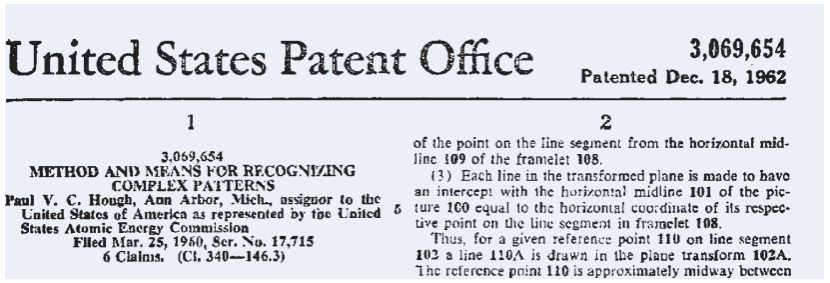 United States Patent Office
3,069,654
Patented Dec. 18, 1962
1
3,069,654
METHOD AND MEANS FOR RECOGNIZING
COMPLEX PATTERNS
Paul V. C. Hough, Ann Arbor, Mich., assignor to the
United States of America as represented by the United
States Atomic Energy Commission
Filed Mar. 25, 1960, Ser. No. 17,715
6 Claims. (Cl. 340—146.3)
2
of the point on the line segment from the horizontal mid-
line 109 of the framelet 108.
(3) Each line in the transformed plane is made to have
an intercept with the horizontal midline 101 of the pic-
5 ture 100 equal to the horizontal coordinate of its respec-
tive point on the line segment in framelet 108.
Thus, for a given reference point 110 on line segment
102 a line 110A is drawn in the plane transform 102A.
The reference point 110 is approximately midway between